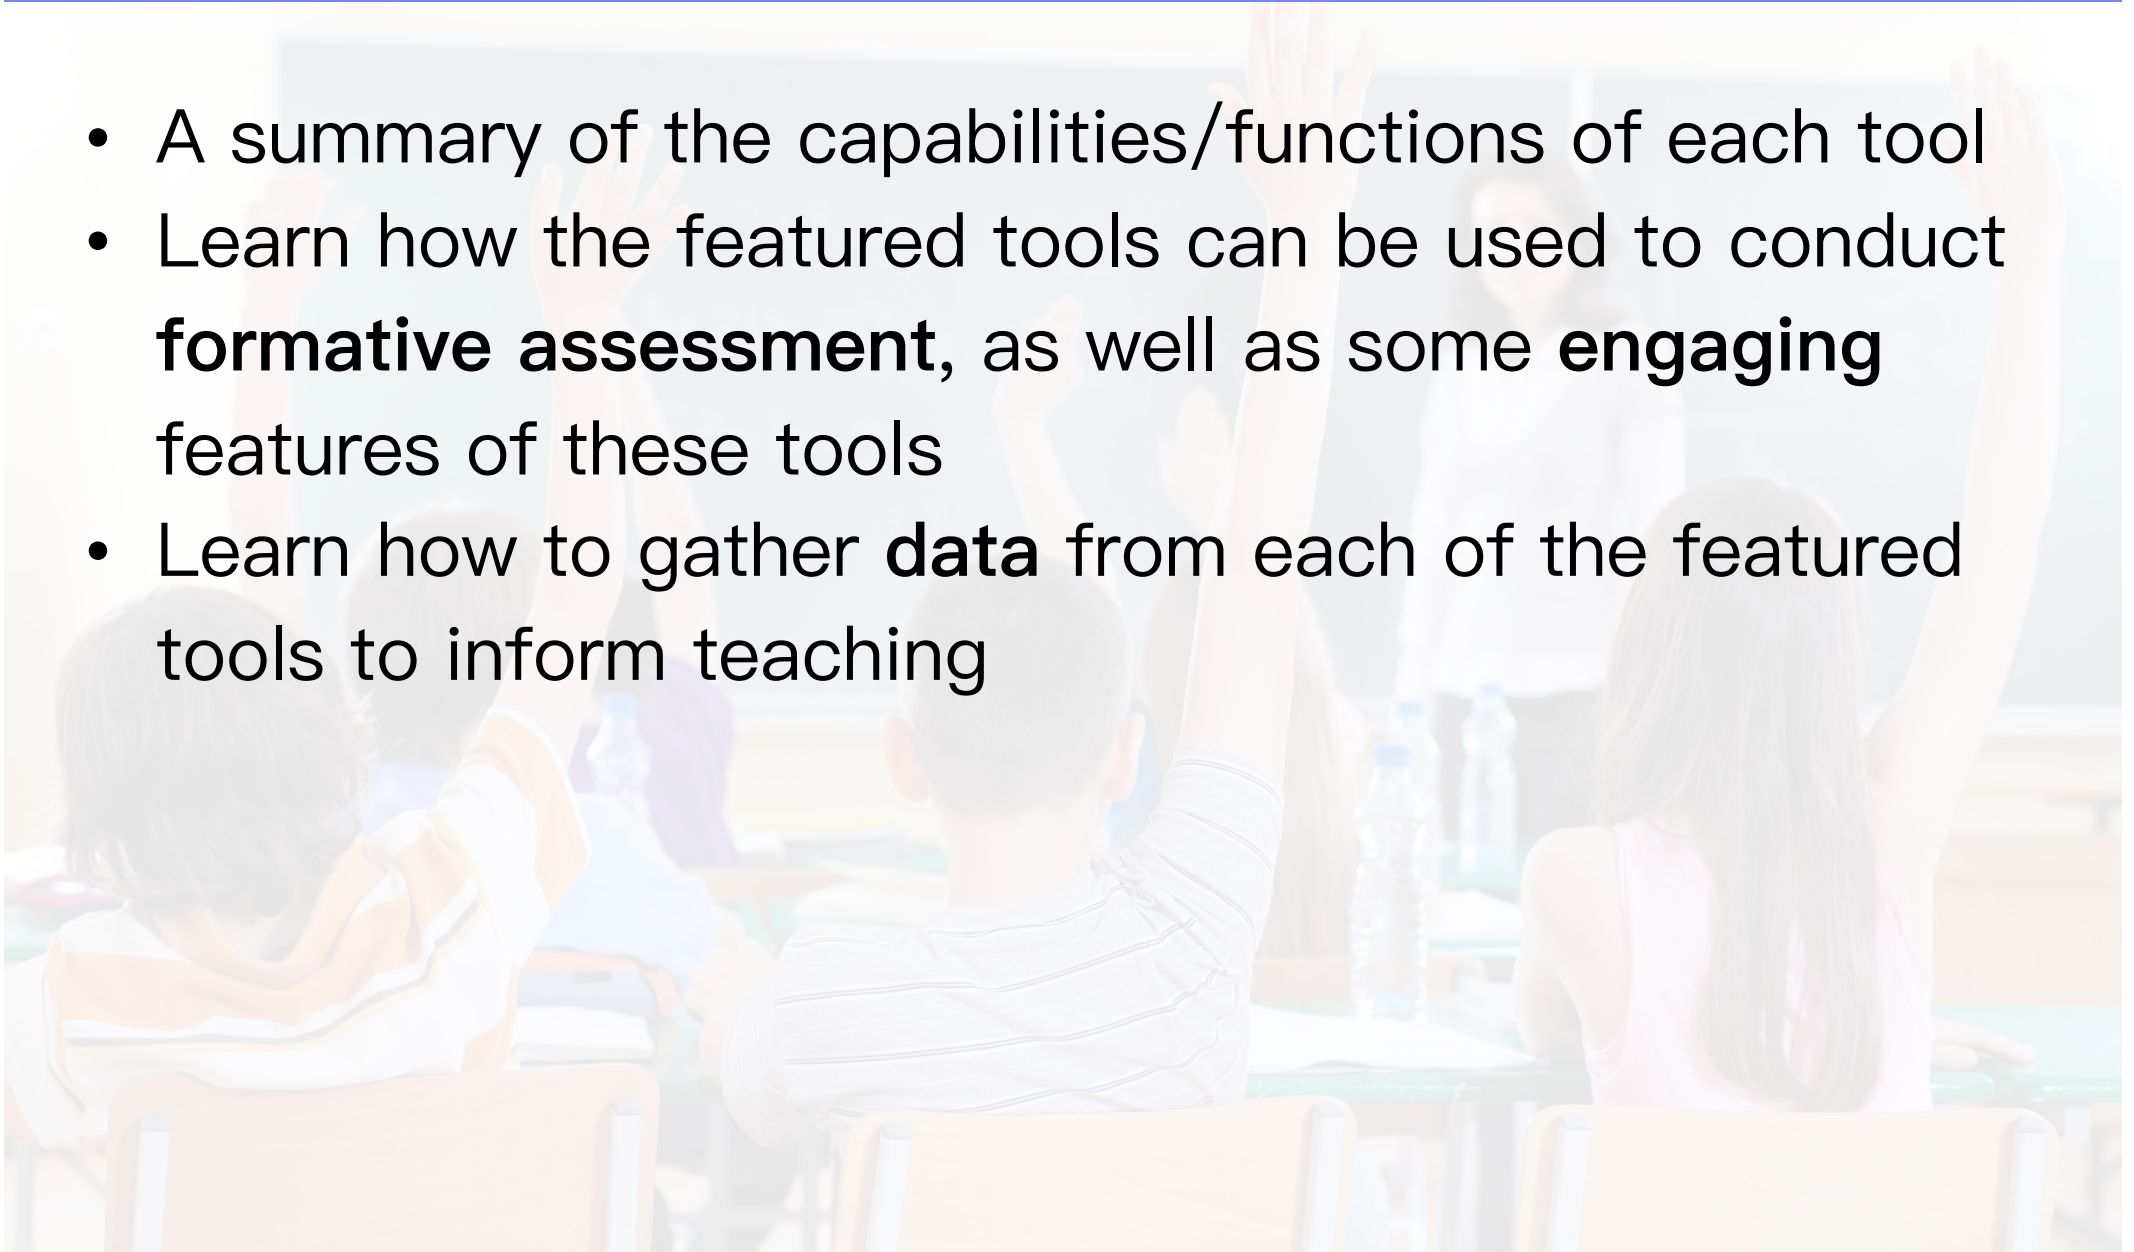 • A summary of the capabilities/functions of each tool
• Learn how the featured tools can be used to conduct
formative assessment, as well as some engaging
features of these tools
• Learn how to gather data from each of the featured
tools to inform teaching